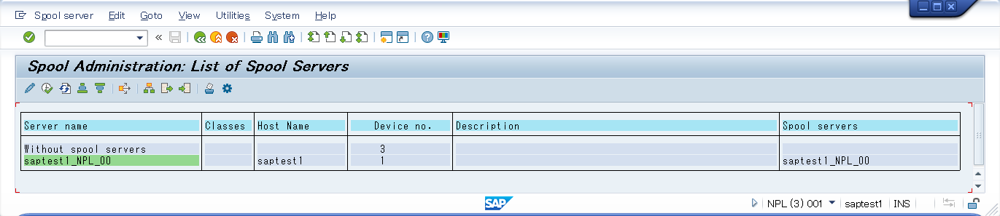 Spool server Edit Goto View Utilities System Help
«
Spool Administration: List of Spool Servers
Server name Classes Host Name Device no. Description Spool servers
Without spool servers 3
saptest1_NPL_00 saptest1 1 saptest1_NPL_00
SAP NPL (3) 001 saptest1 INS